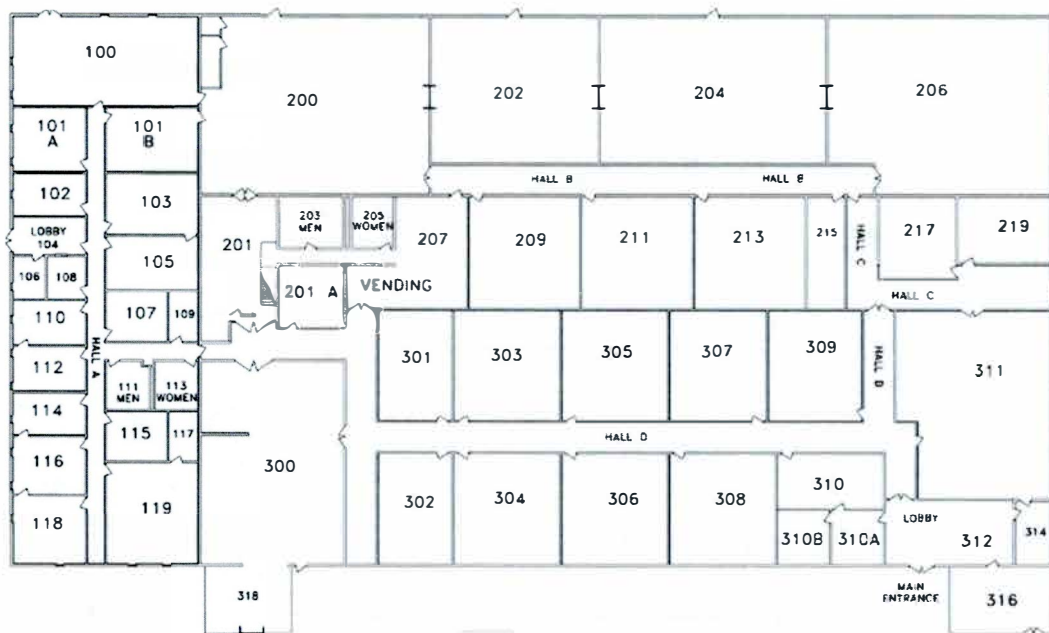 100
200
202
204
206
101
A
101
B
102
103
LOBBY
104
106
108
105
107
109
110
112
114
116
118
HALL A
111
MEN
113
WOMEN
115
117
119
HALL B
HALL B
201
203
MEN
205
WOMEN
207
209
211
213
215
HALL C
217
219
201 A
VENDING
HALL C
301
303
305
307
309
HALL D
311
HALL D
300
302
304
306
308
310
310B
310A
LOBBY
312
314
MAIN
ENTRANCE
316
318